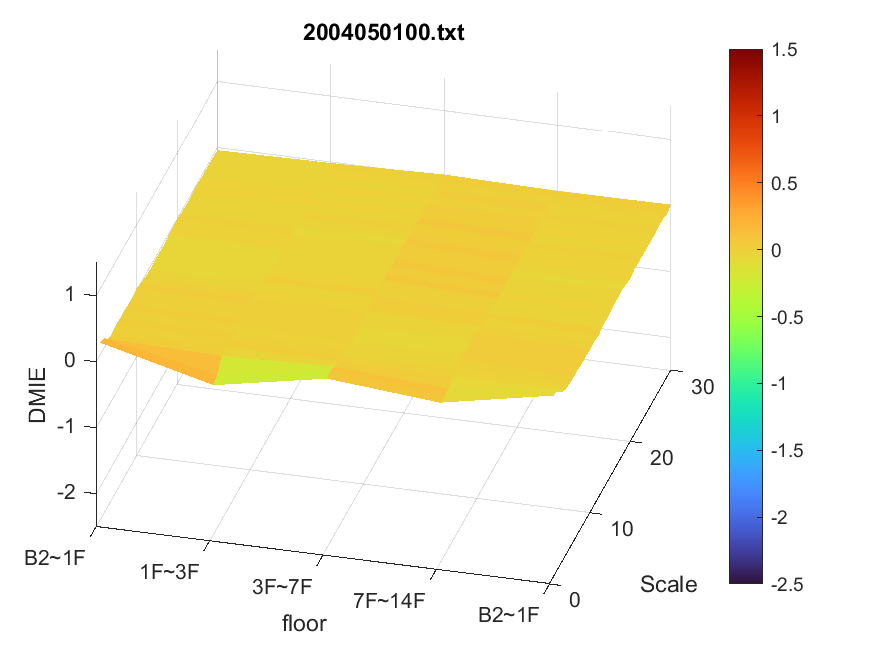 2004050100.txt
1
0
-1
-2
DMIE
B2~1F
1F~3F
3F~7F
7F~14F
B2~1F
floor
0
10
20
30
Scale
1.5
1
0.5
0
-0.5
-1
-1.5
-2
-2.5